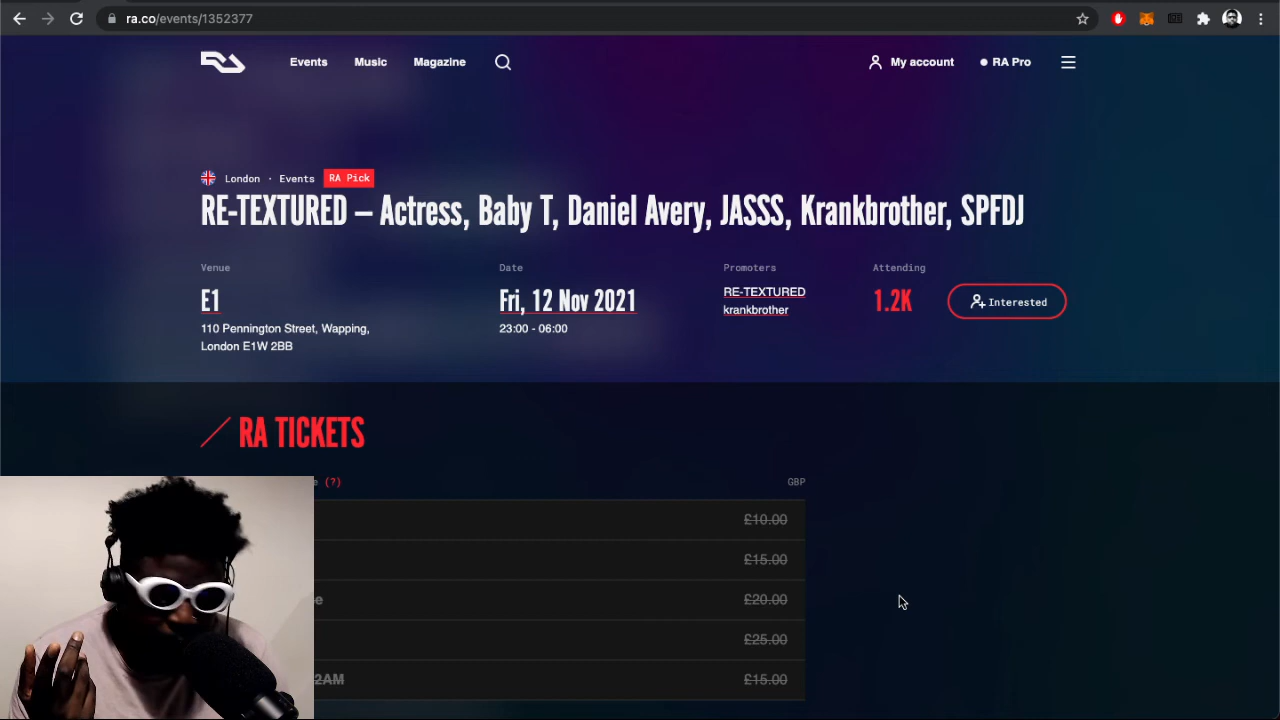 ra.co/events/1352377
Events Music Magazine My account RA Pro
London · Events RA Pick
RE-TEXTURED – Actress, Baby T, Daniel Avery, JASSS, Krankbrother, SPFDJ
Venue Date Promoters Attending
E1 Fri, 12 Nov 2021 RE-TEXTURED 1.2K Interested
krankbrother
110 Pennington Street, Wapping, 23:00 - 06:00
London E1W 2BB
RA TICKETS
(?) GBP
£10.00
£15.00
£20.00
£25.00
2AM £15.00